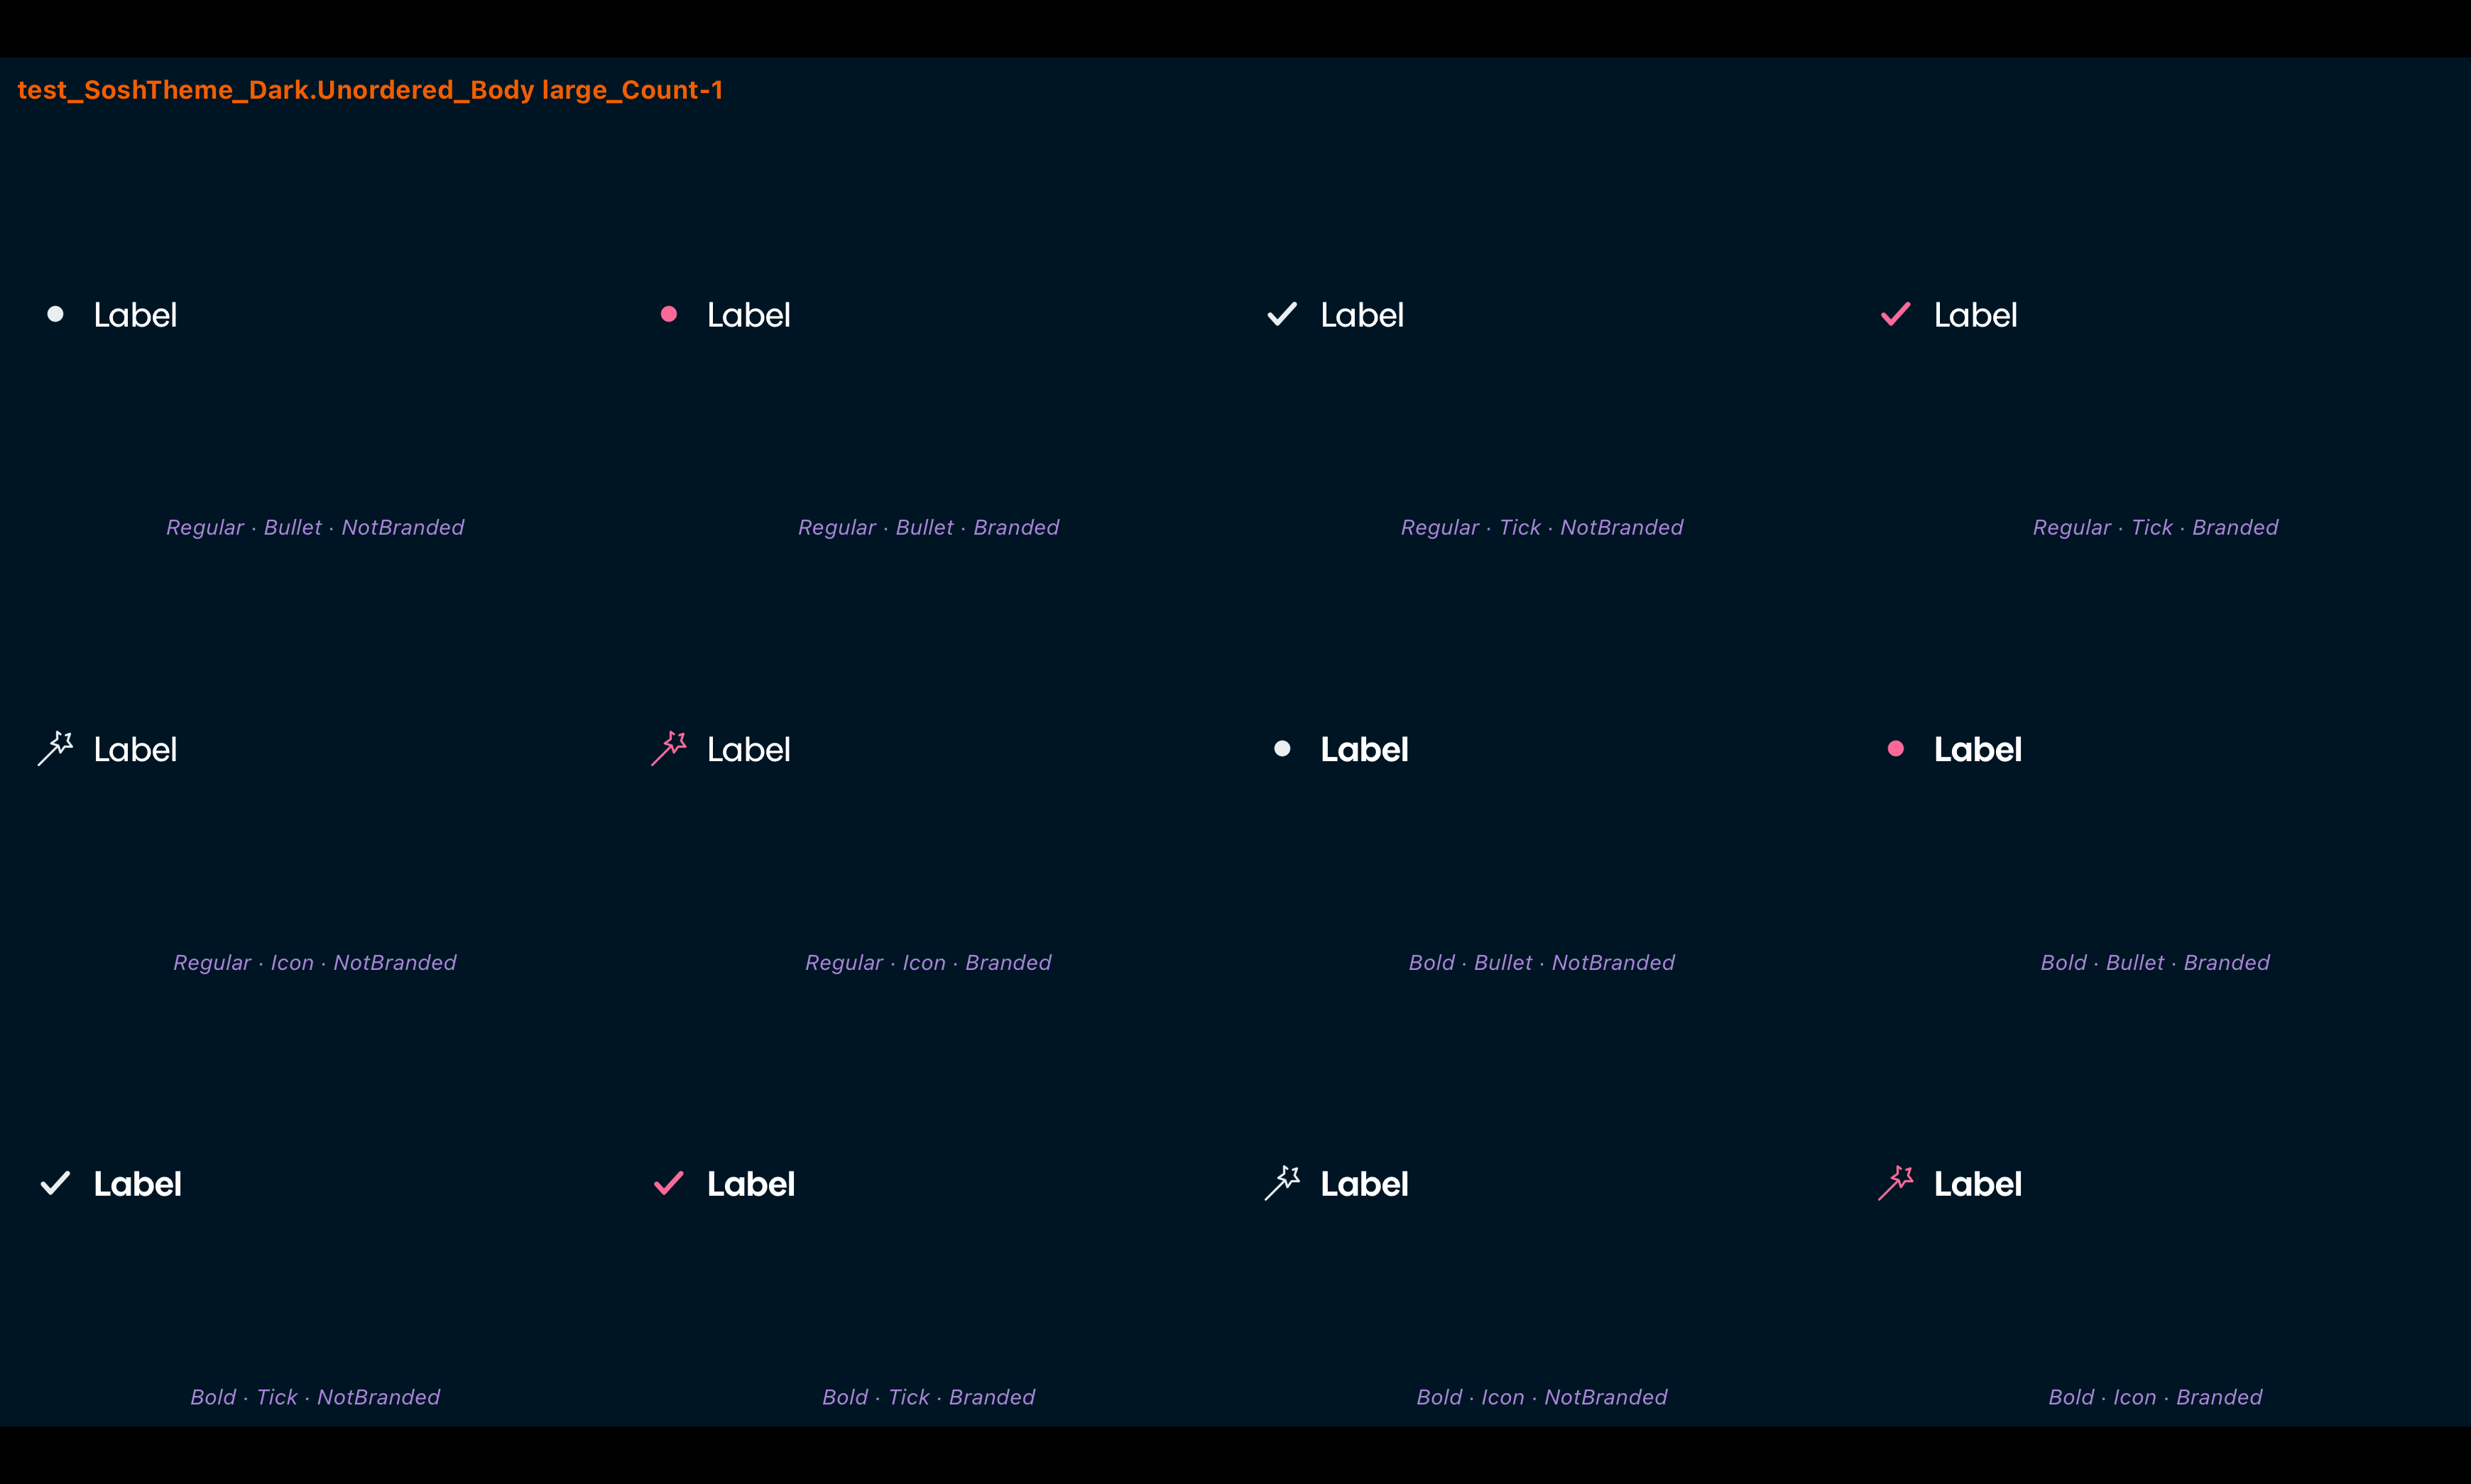 test_SoshTheme_Dark.Unordered_Body large_Count-1
Label
Label
Label
Label
Regular · Bullet · NotBranded
Regular · Bullet · Branded
Regular · Tick · NotBranded
Regular · Tick · Branded
Label
Label
Label
Label
Regular · Icon · NotBranded
Regular · Icon · Branded
Bold · Bullet · NotBranded
Bold · Bullet · Branded
Label
Label
Label
Label
Bold · Tick · NotBranded
Bold · Tick · Branded
Bold · Icon · NotBranded
Bold · Icon · Branded